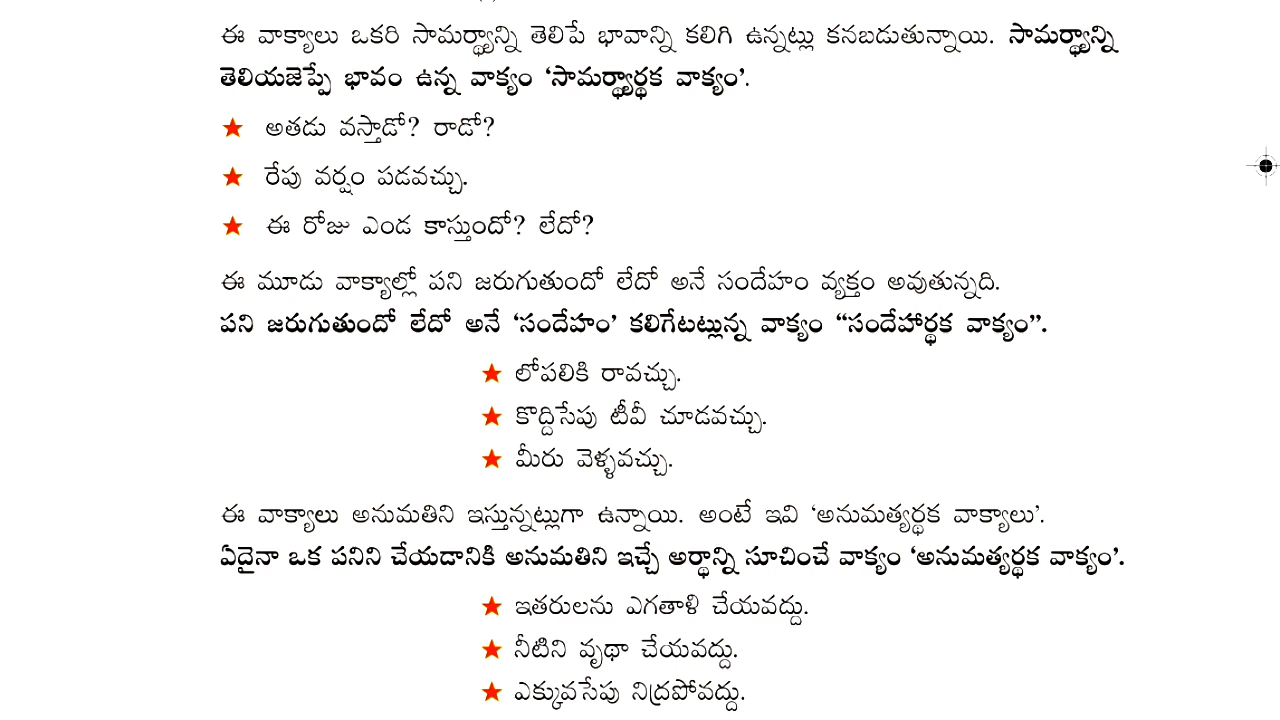 ఈ వాక్యాలు ఒకరి సామర్థ్యాన్ని తెలిపే భావాన్ని కలిగి ఉన్నట్లు కనబడుతున్నాయి. సామర్థ్యాన్ని
తెలియజెప్పే భావం ఉన్న వాక్యం ‘సామర్థ్యార్థక వాక్యం’.
★ అతడు వస్తాడో? రాడో?
★ రేపు వర్షం పడవచ్చు.
★ ఈ రోజు ఎండ కాస్తుందో? లేదో?
ఈ మూడు వాక్యాల్లో పని జరుగుతుందో లేదో అనే సందేహం వ్యక్తం అవుతున్నది.
పని జరుగుతుందో లేదో అనే ‘సందేహం’ కలిగేటట్లున్న వాక్యం “సందేహార్థక వాక్యం”.
★ లోపలికి రావచ్చు.
★ కొద్దిసేపు టీవీ చూడవచ్చు.
★ మీరు వెళ్ళవచ్చు.
ఈ వాక్యాలు అనుమతిని ఇస్తున్నట్లుగా ఉన్నాయి. అంటే ఇవి ‘అనుమత్యర్థక వాక్యాలు’.
ఏదైనా ఒక పనిని చేయడానికి అనుమతిని ఇచ్చే అర్థాన్ని సూచించే వాక్యం ‘అనుమత్యర్థక వాక్యం’.
★ ఇతరులను ఎగతాళి చేయవద్దు.
★ నీటిని వృథా చేయవద్దు.
★ ఎక్కువసేపు నిద్రపోవద్దు.